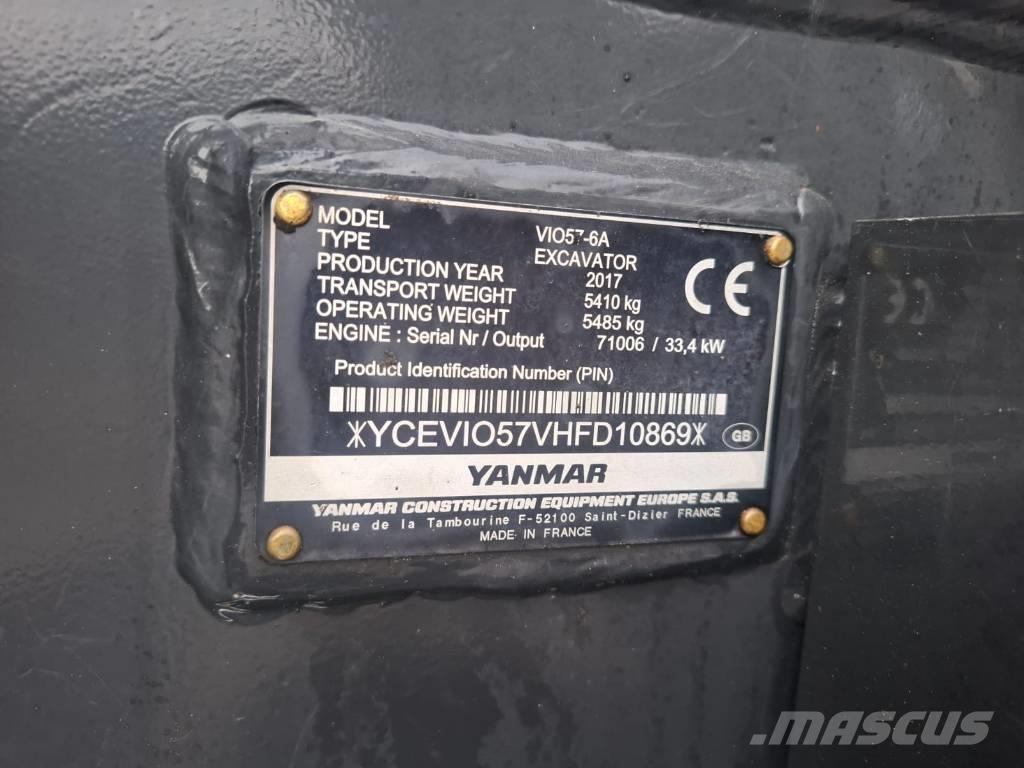 MODEL VIO57-6A
TYPE EXCAVATOR
PRODUCTION YEAR 2017
TRANSPORT WEIGHT 5410 kg
OPERATING WEIGHT 5485 kg
ENGINE : Serial Nr / Output 71006 / 33,4 kW
CE
Product Identification Number (PIN)
*YCEVIO57VHFD10869*
GB
YANMAR
YANMAR CONSTRUCTION EQUIPMENT EUROPE S.A.S.
Rue de la Tambourine F-52100 Saint-Dizier FRANCE
MADE IN FRANCE
MASCUS